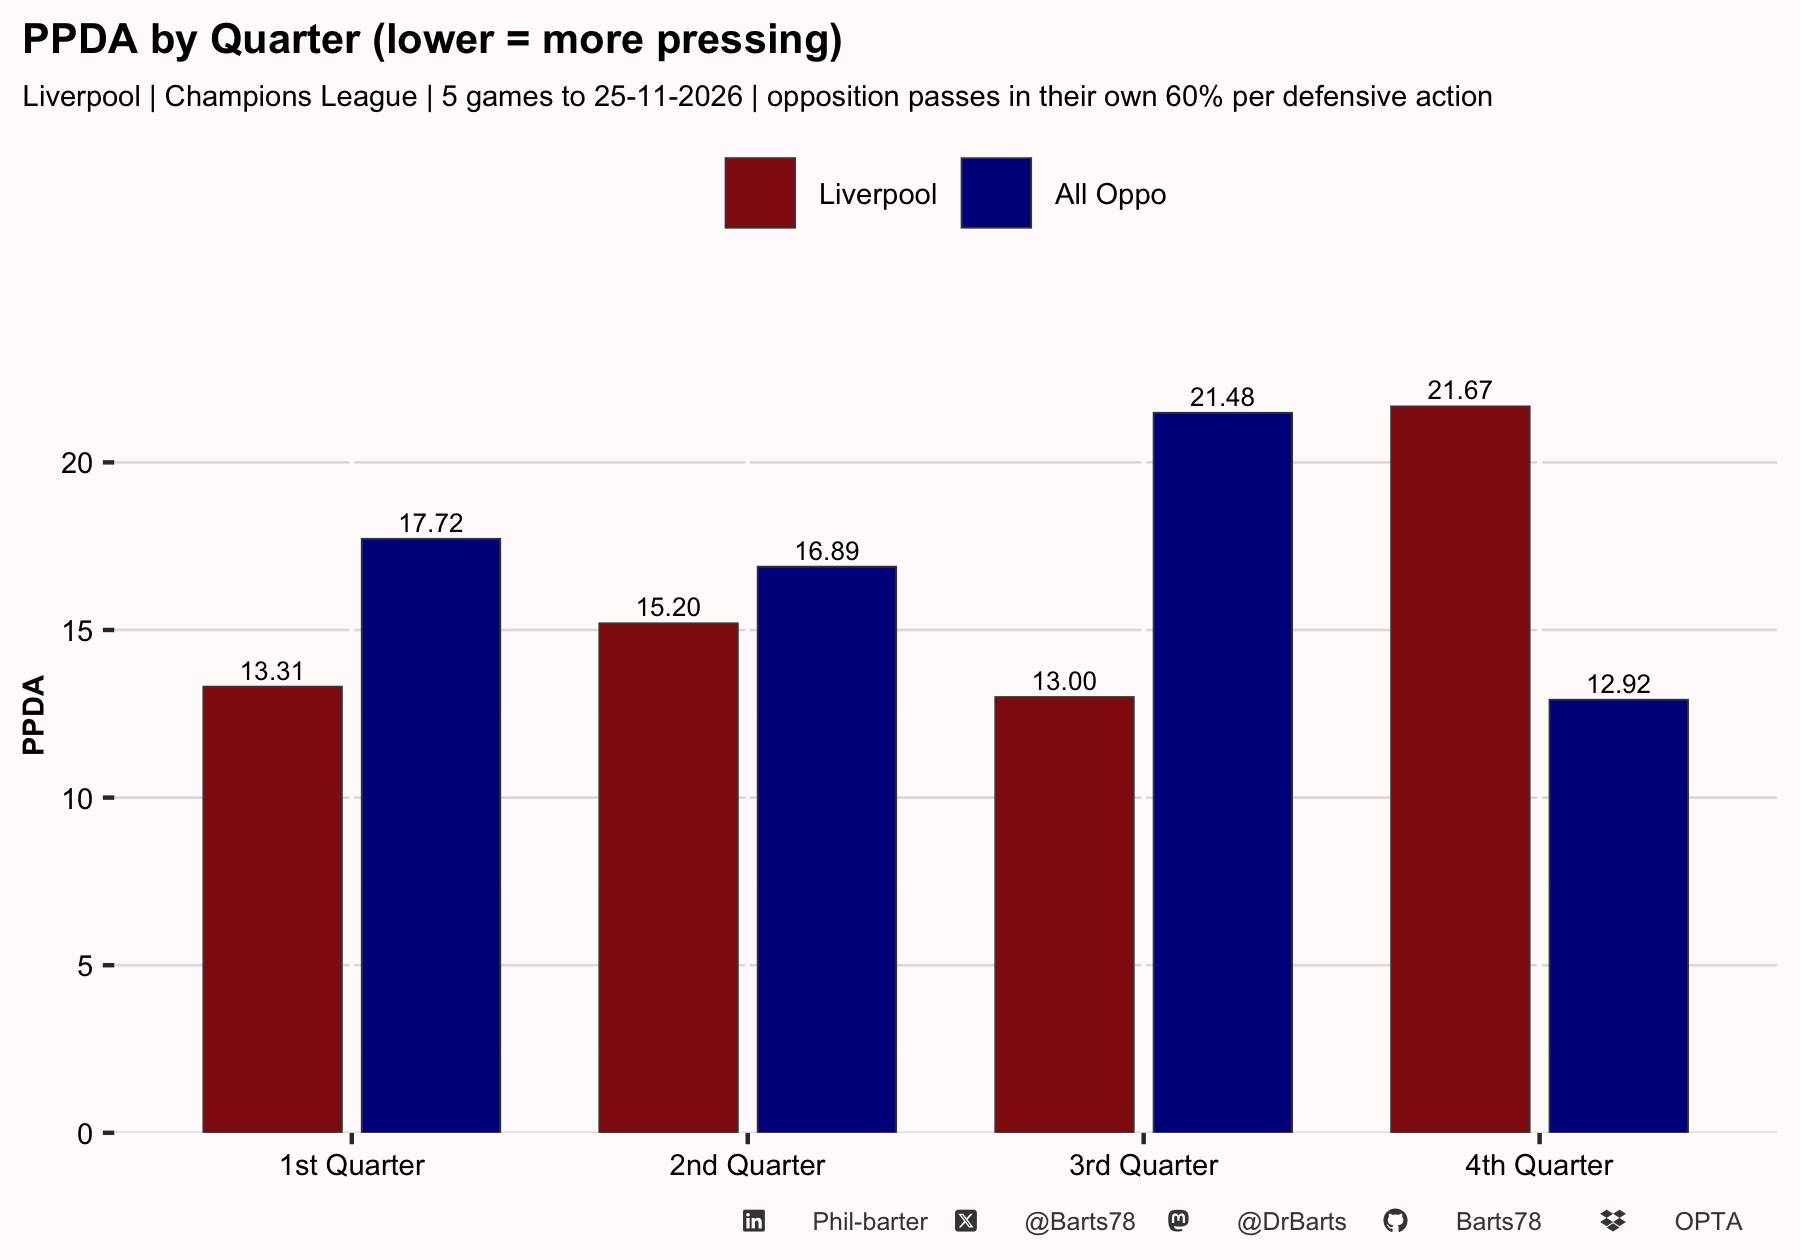 PPDA by Quarter (lower = more pressing)
Liverpool | Champions League | 5 games to 25-11-2026 | opposition passes in their own 60% per defensive action
Liverpool All Oppo
21.48 21.67
20
17.72 16.89
15.20
15
13.31 13.00 12.92
PPDA
10
5
0
1st Quarter 2nd Quarter 3rd Quarter 4th Quarter
Phil-barter @Barts78 @DrBarts Barts78 OPTA